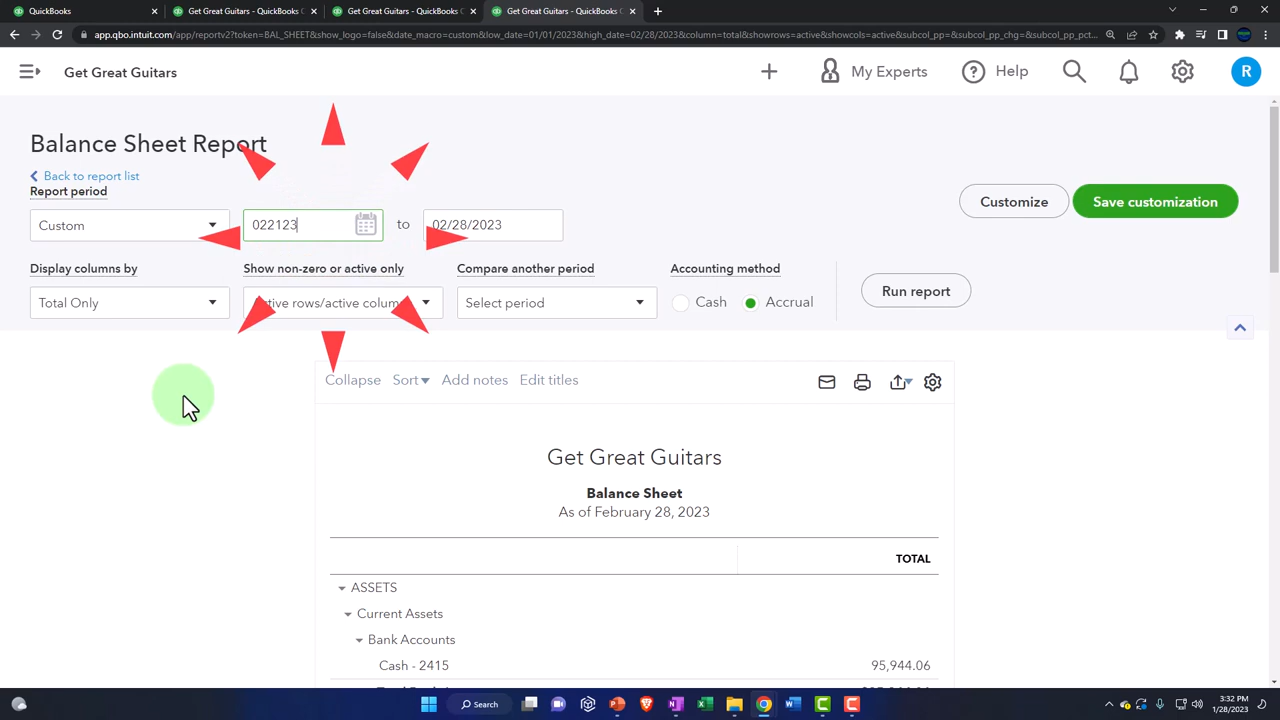 QuickBooks
Get Great Guitars - QuickBooks C
Get Great Guitars - QuickBooks C
Get Great Guitars - QuickBooks C
app.qbo.intuit.com/app/reportv2?token=BAL_SHEET&show_logo=false&date_macro=custom&low_date=01/01/2023&high_date=02/28/2023&column=total&showrows=active&showcols=active&subcol_pp=&subcol_pp_chg=&subcol_pp_pct...
Get Great Guitars
My Experts
Help
R
Balance Sheet Report
Back to report list
Report period
Custom
022123
to
02/28/2023
Customize
Save customization
Display columns by
Show non-zero or active only
Compare another period
Accounting method
Total Only
Active rows/active colum
Select period
Cash
Accrual
Run report
Collapse
Sort
Add notes
Edit titles
Get Great Guitars
Balance Sheet
As of February 28, 2023
TOTAL
ASSETS
Current Assets
Bank Accounts
Cash - 2415
95,944.06
Search
3:32 PM
1/28/2023